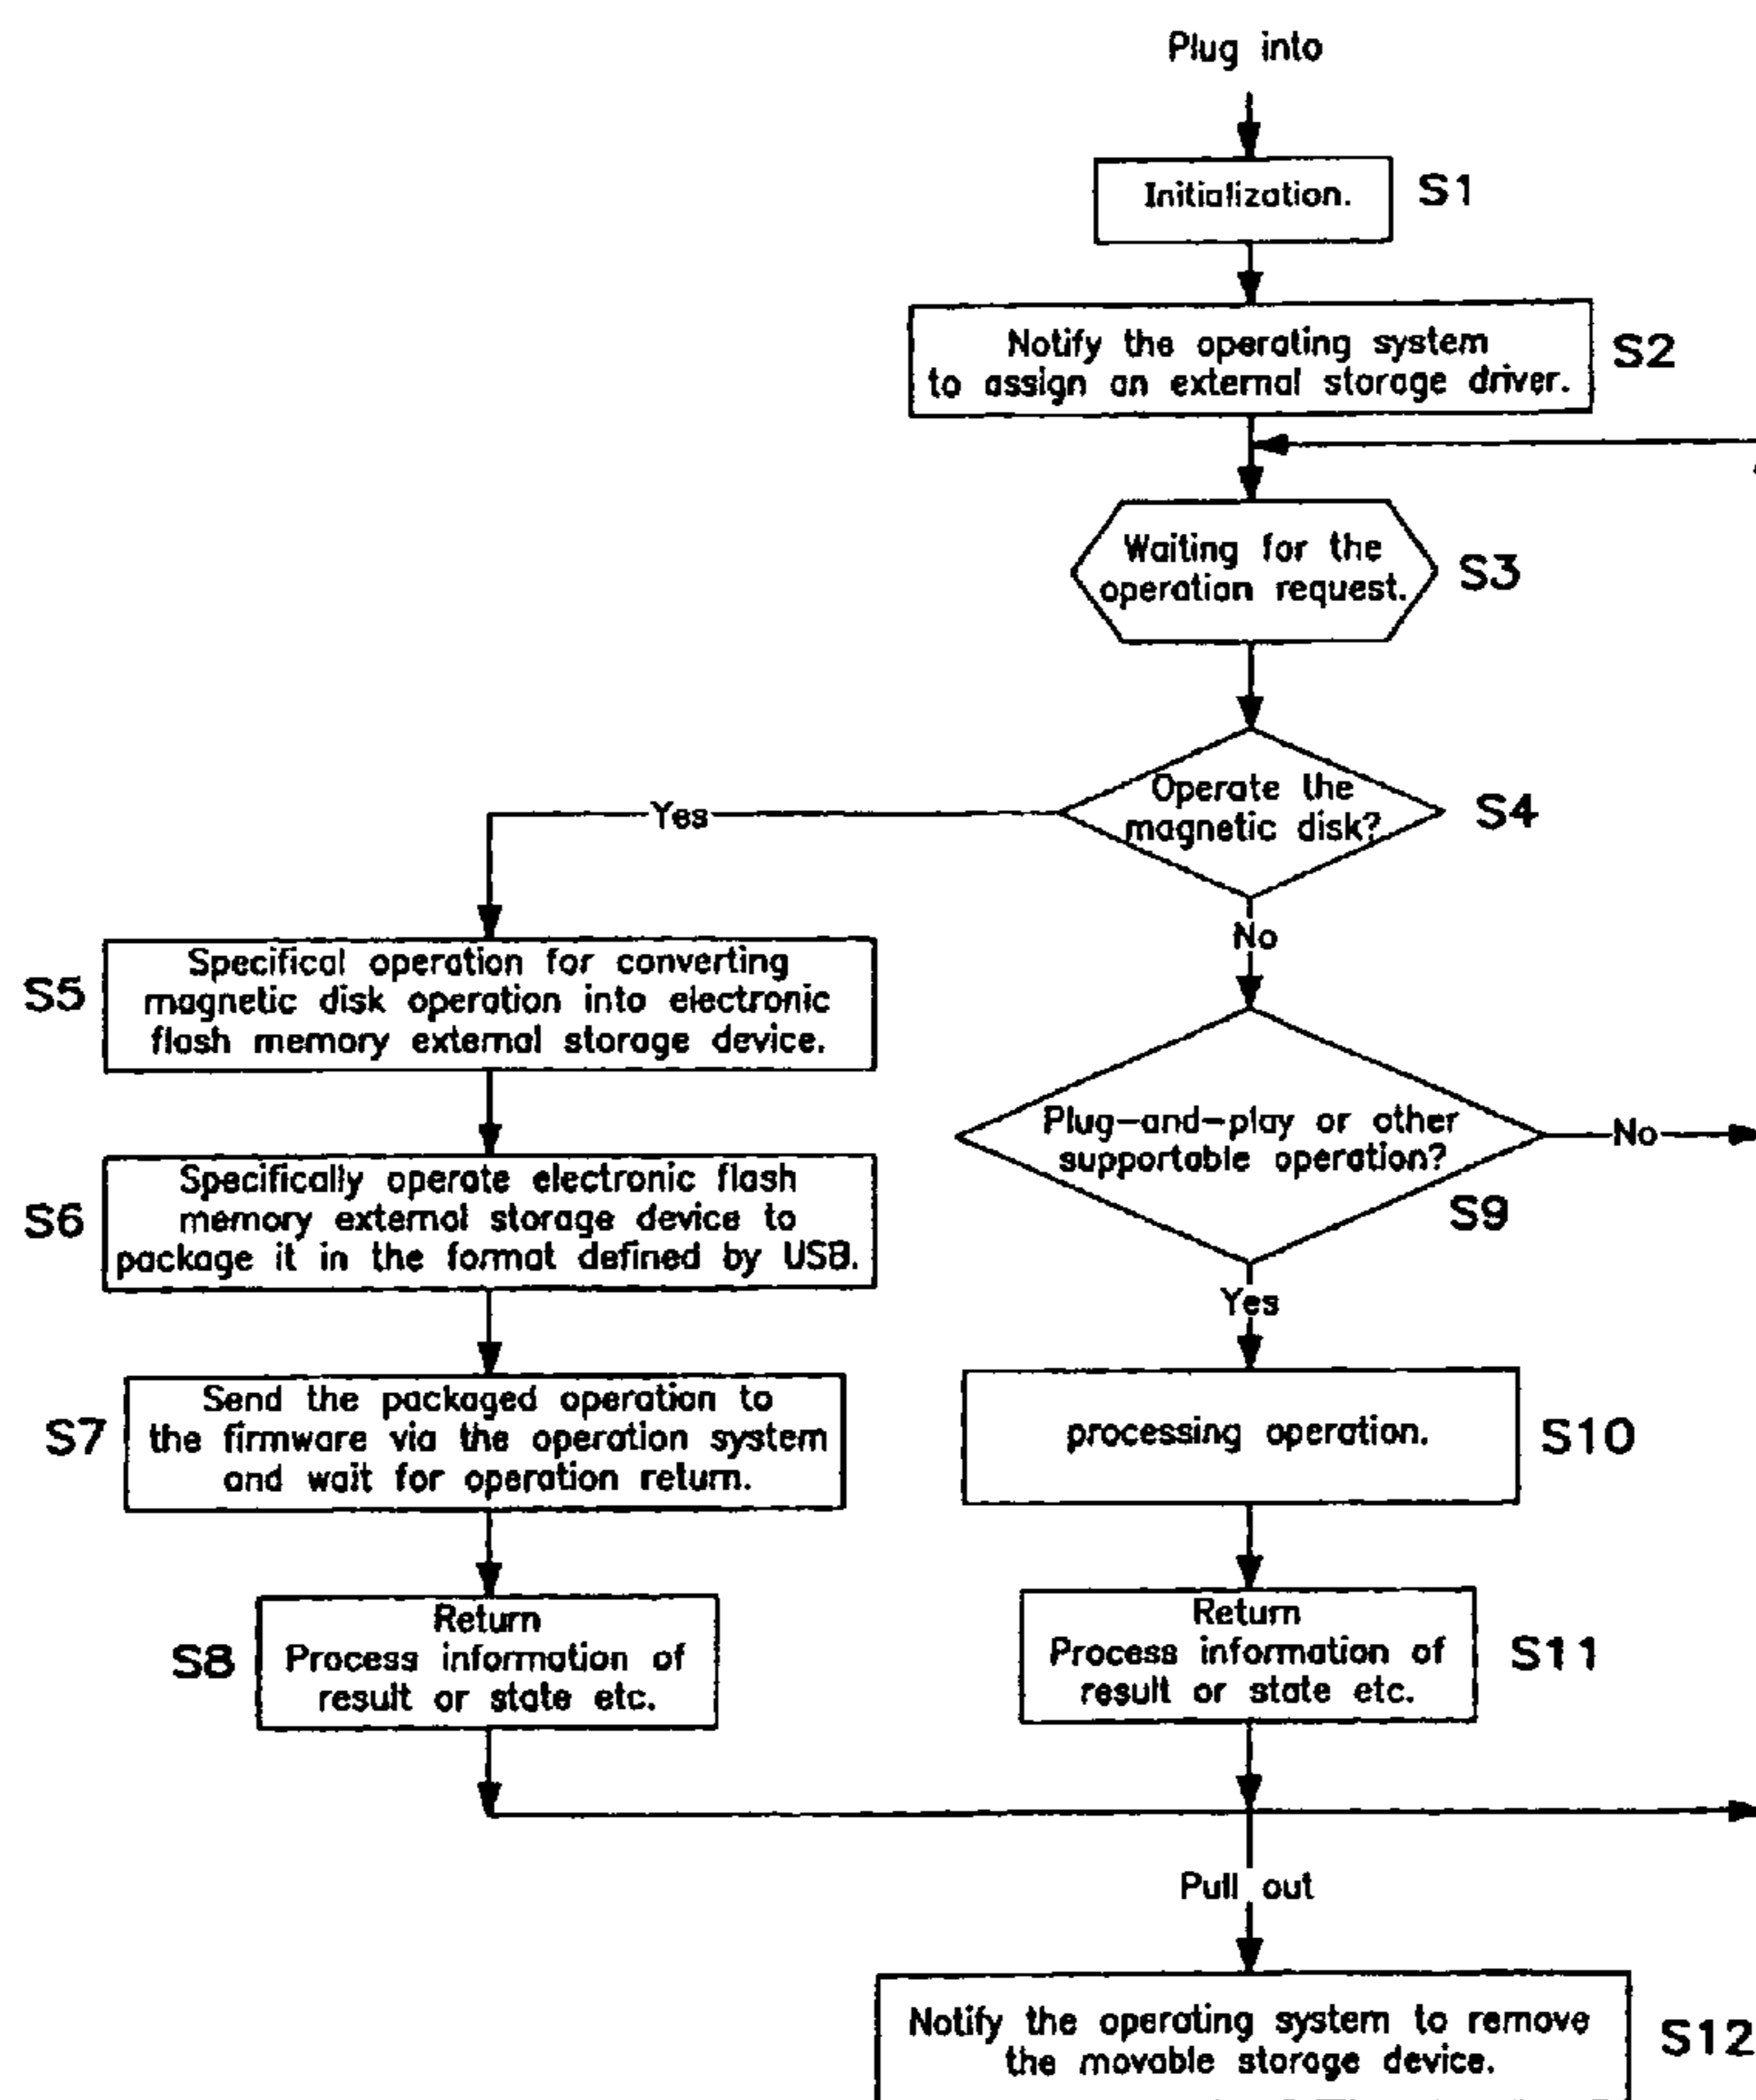 Plug into
Initialization.
S1
Notify the operating system
to assign an external storage driver.
S2
Waiting for the
operation request.
S3
Operate the
magnetic disk?
S4
Yes
No
S5
Specifical operation for converting
magnetic disk operation into electronic
flash memory external storage device.
Plug-and-play or other
supportable operation?
No
S9
S6
Specifically operate electronic flash
memory external storage device to
package it in the format defined by USB.
Yes
S7
Send the packaged operation to
the firmware via the operation system
and wait for operation return.
processing operation.
S10
S8
Return
Process information of
result or state etc.
Return
Process information of
result or state etc.
S11
Pull out
Notify the operating system to remove
the movable storage device.
S12